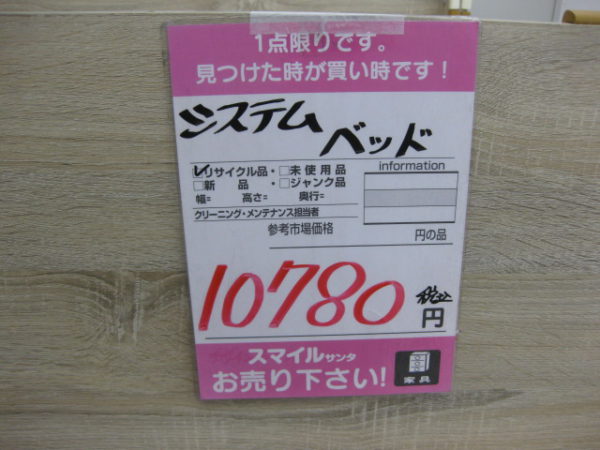 1点限りです。
見つけた時が買い時です！
システム
ベッド
☑リサイクル品・□未使用品
□新品・□ジャンク品
幅= 高さ= 奥行=
クリーニング・メンテナンス担当者
information
参考市場価格
円の品
10780 税込
円
スマイルサンタ
お売り下さい!
家具